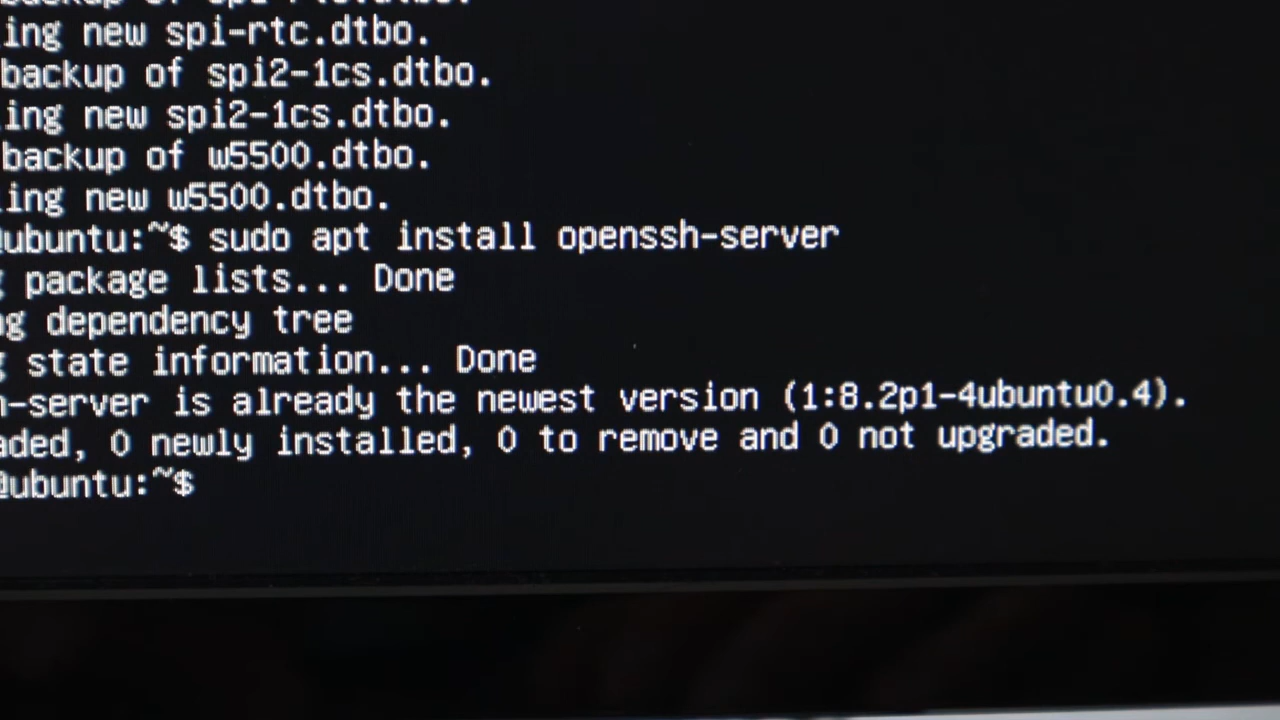 ing new spi-rtc.dtbo.
backup of spi2-1cs.dtbo.
ing new spi2-1cs.dtbo.
backup of w5500.dtbo.
ing new w5500.dtbo.
@ubuntu:~$ sudo apt install openssh-server
package lists... Done
dependency tree
state information... Done
-server is already the newest version (1:8.2p1-4ubuntu0.4).
aded, 0 newly installed, 0 to remove and 0 not upgraded.
@ubuntu:~$